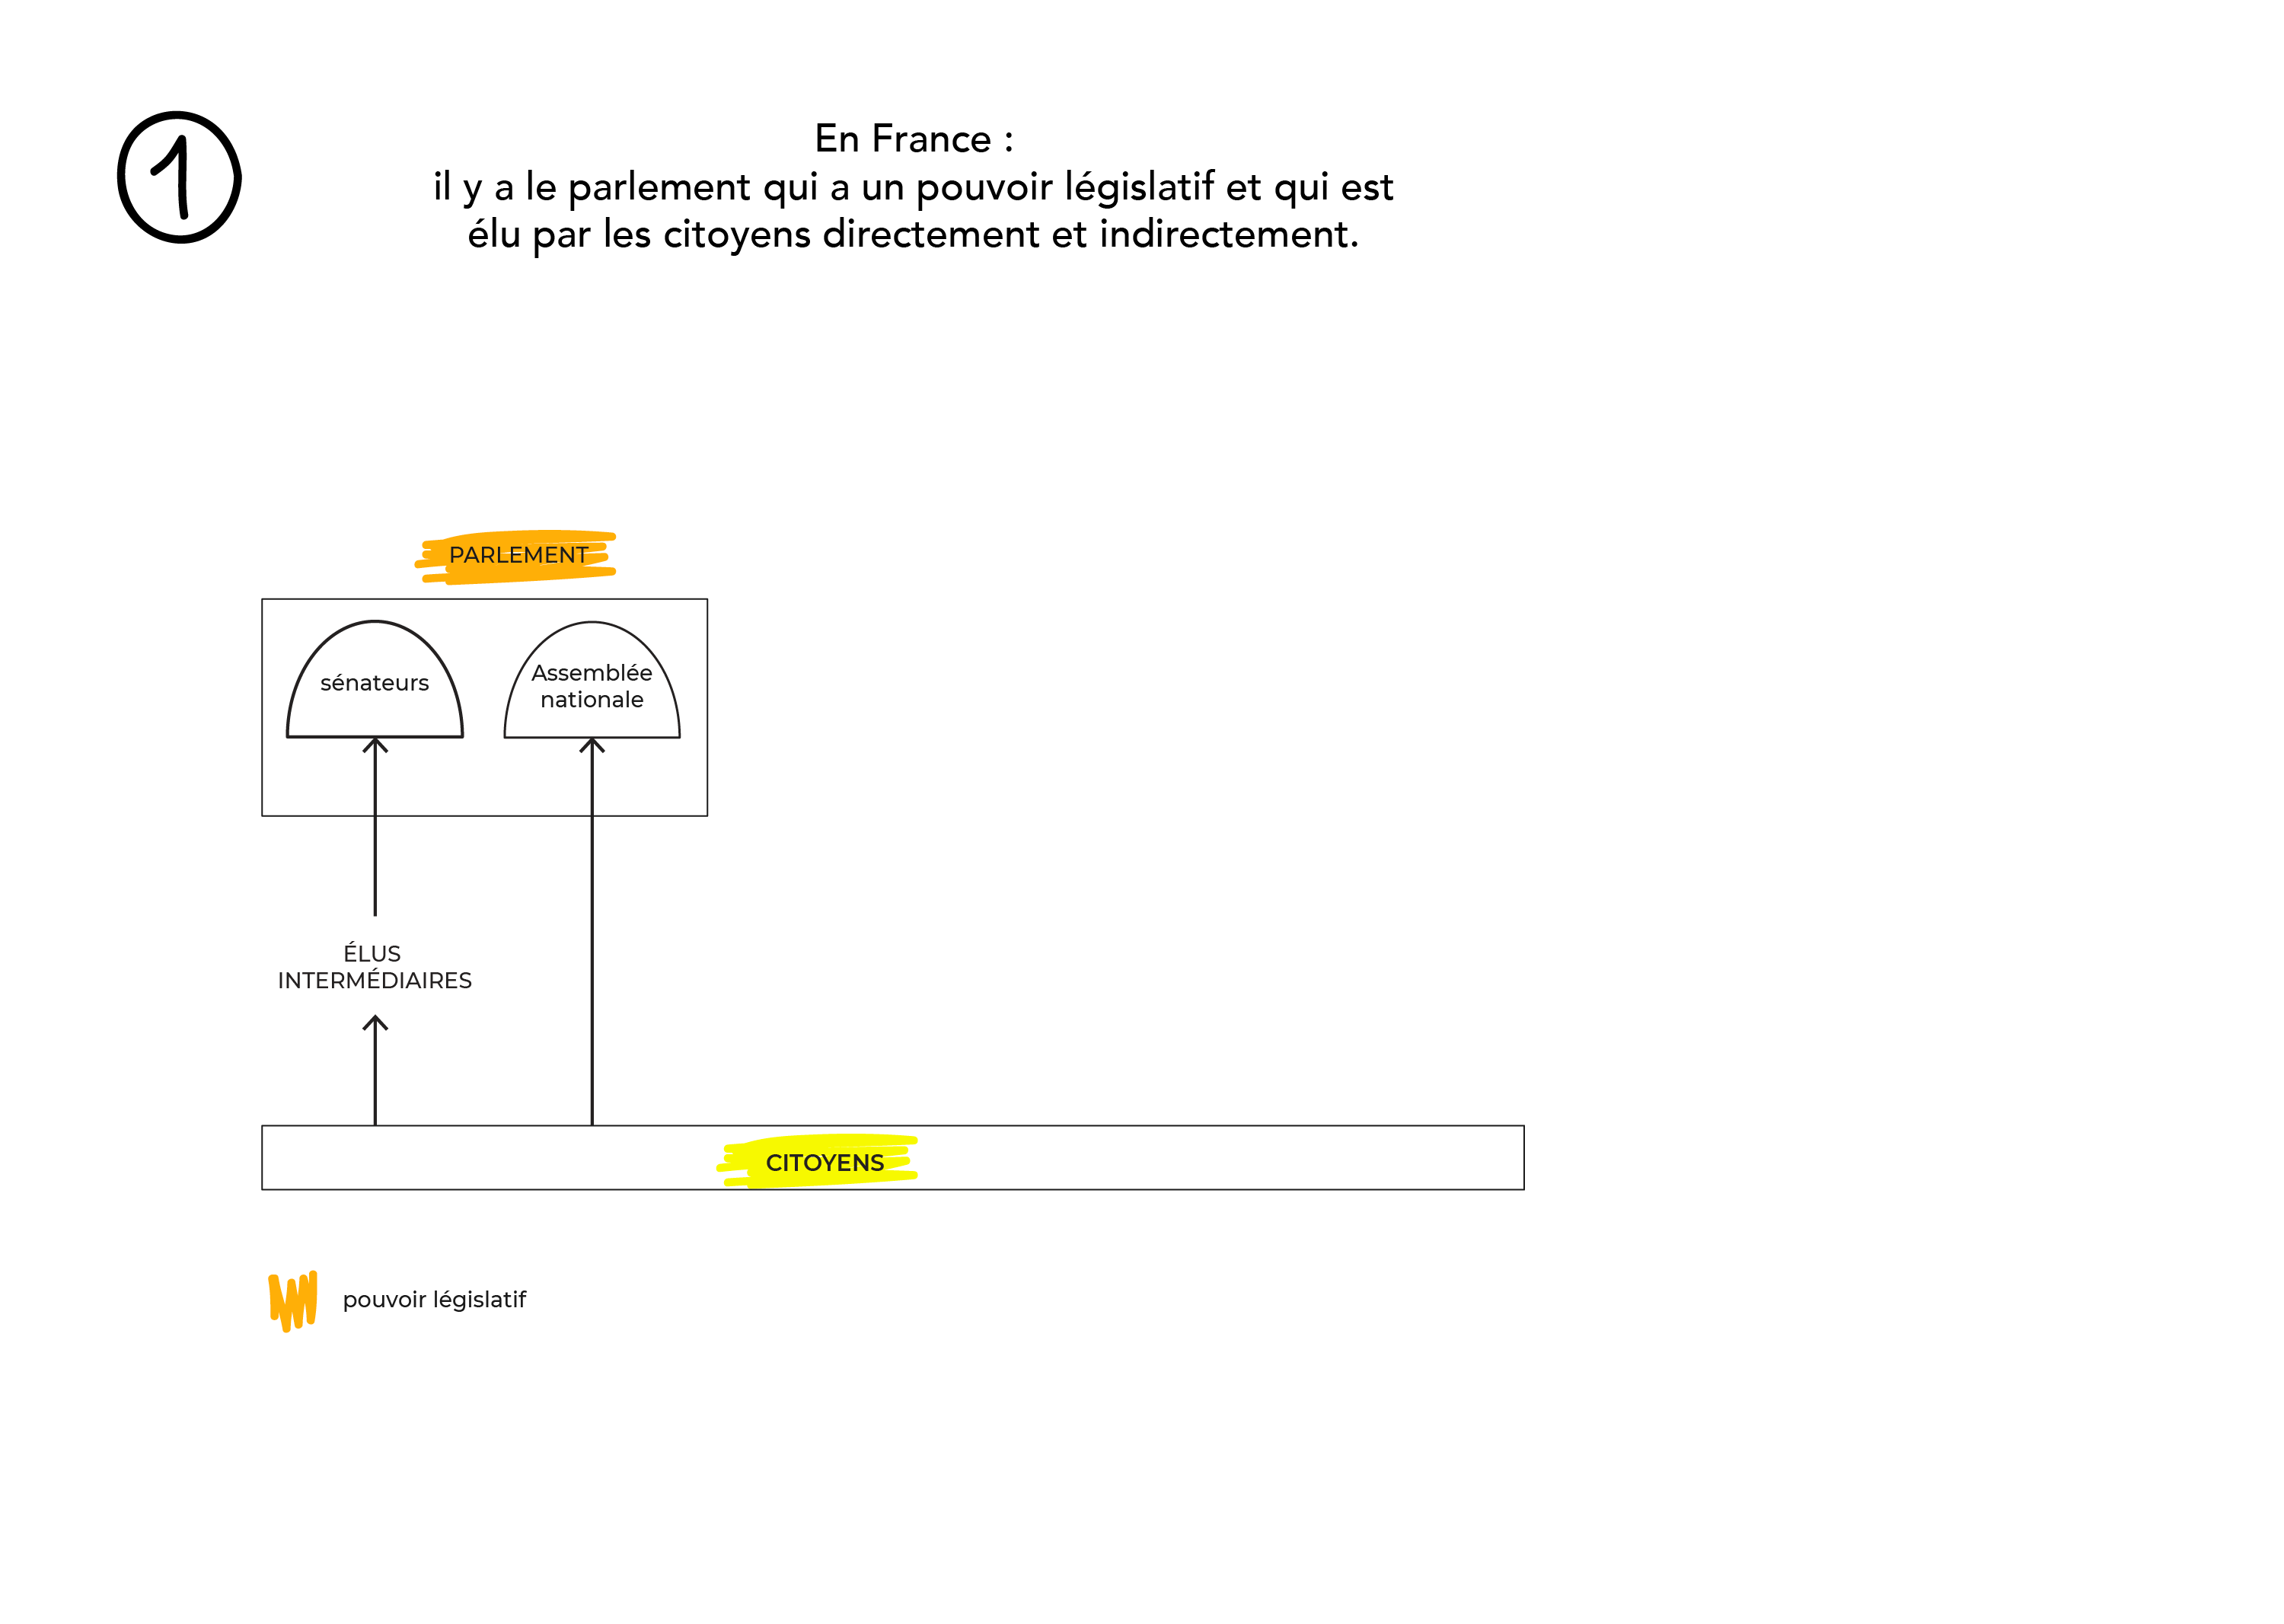 1
En France :
il y a le parlement qui a un pouvoir législatif et qui est
élu par les citoyens directement et indirectement.
PARLEMENT
sénateurs
Assemblée
nationale
ÉLUS
INTERMÉDIAIRES
CITOYENS
pouvoir législatif